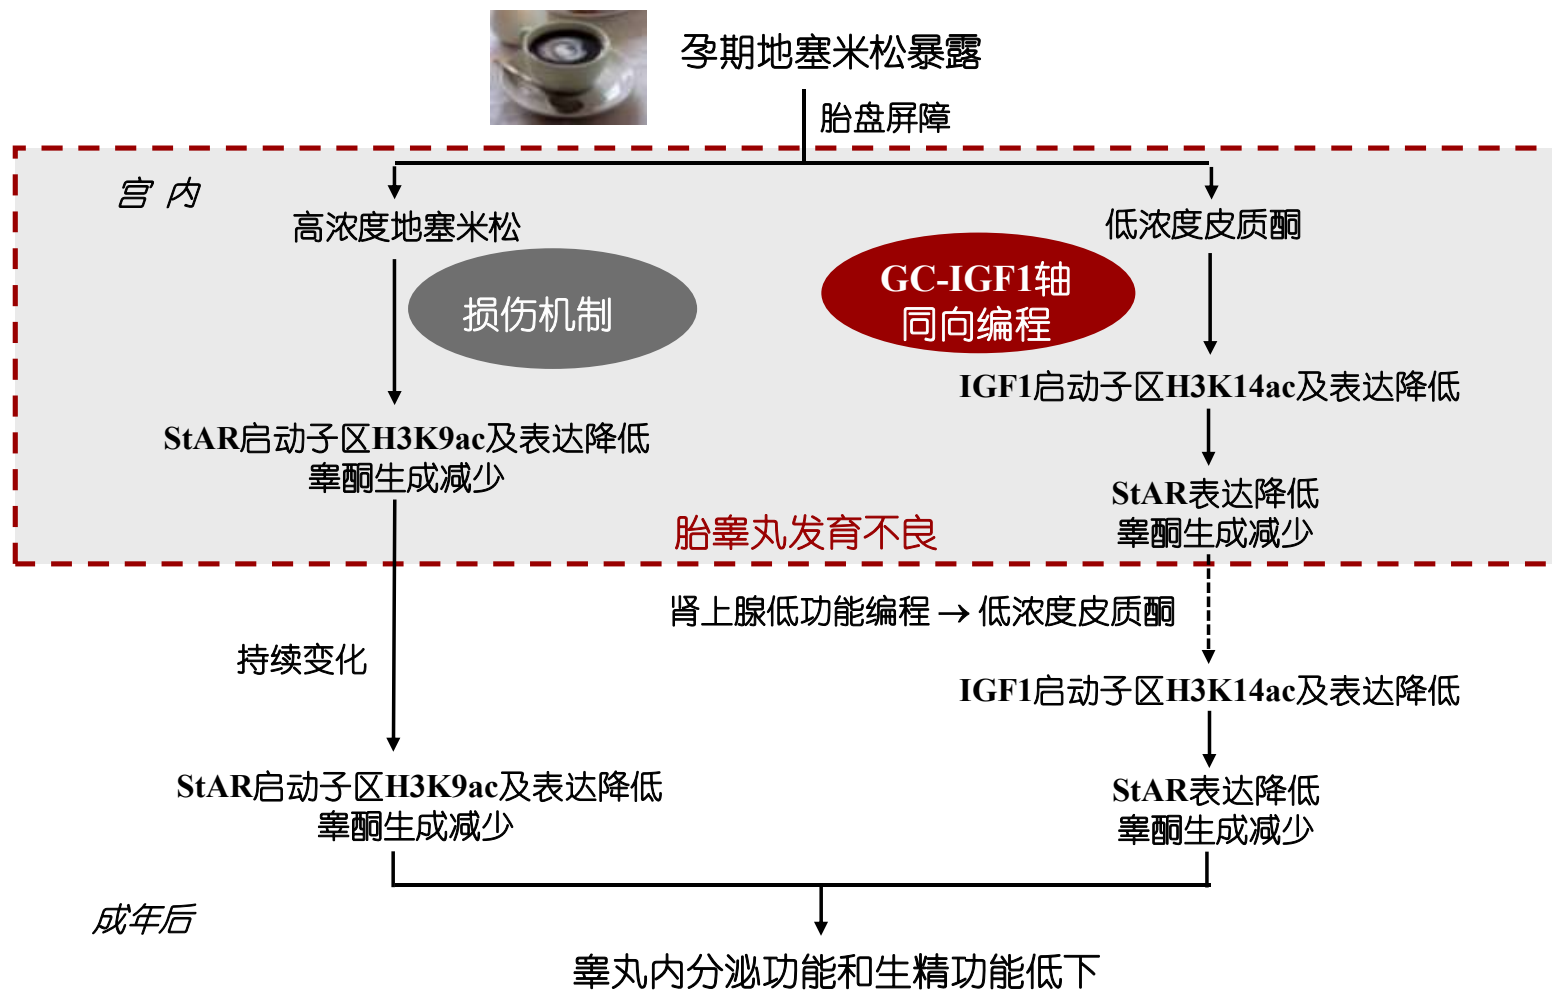 孕期地塞米松暴露
胎盘屏障
宫 内
高浓度地塞米松
低浓度皮质酮
损伤机制
GC-IGF1轴
同向编程
IGF1启动子区H3K14ac及表达降低
StAR启动子区H3K9ac及表达降低
睾酮生成减少
StAR表达降低
睾酮生成减少
胎睾丸发育不良
肾上腺低功能编程 → 低浓度皮质酮
持续变化
IGF1启动子区H3K14ac及表达降低
StAR启动子区H3K9ac及表达降低
睾酮生成减少
StAR表达降低
睾酮生成减少
成年后
睾丸内分泌功能和生精功能低下